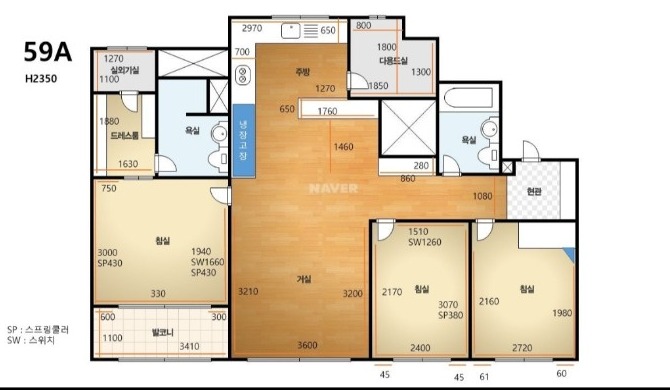 59A
H2350
2970
650
700
주방
1270
800
1800
다용도실
1300
1850
1270
실외기실
1100
1880
드레스룸
1630
욕실
냉장고장
650
1760
1460
욕실
280
860
1080
현관
NAVER
750
침실
3000
SP430
1940
SW1660
SP430
330
거실
3210
3200
3600
1510
SW1260
2170
침실
3070
SP380
2400
침실
2160
1980
2720
600
300
발코니
1100
3410
SP : 스프링쿨러
SW : 스위치
45
45
61
60